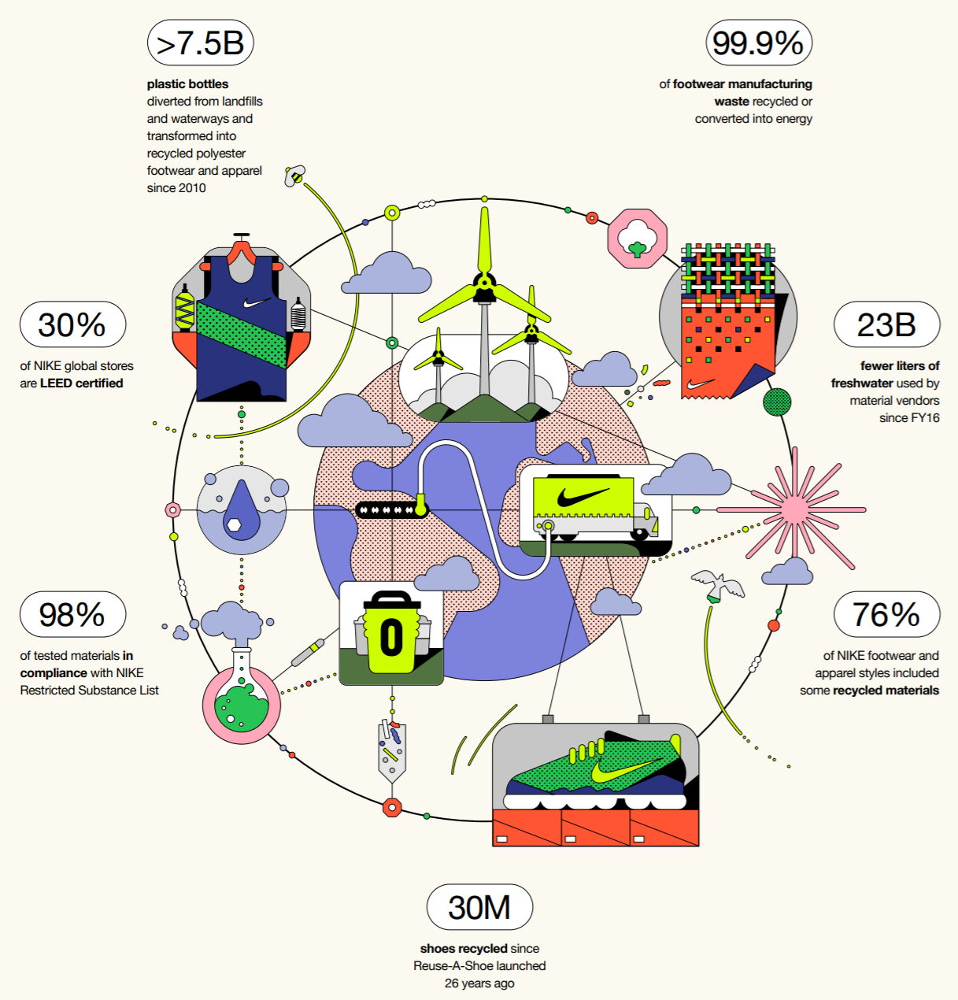 >7.5B
plastic bottles
diverted from landfills
and waterways and
transformed into
recycled polyester
footwear and apparel
since 2010
99.9%
of footwear manufacturing
waste recycled or
converted into energy
30%
of NIKE global stores
are LEED certified
23B
fewer liters of
freshwater used by
material vendors
since FY16
98%
of tested materials in
compliance with NIKE
Restricted Substance List
0
76%
of NIKE footwear and
apparel styles included
some recycled materials
30M
shoes recycled since
Reuse-A-Shoe launched
26 years ago